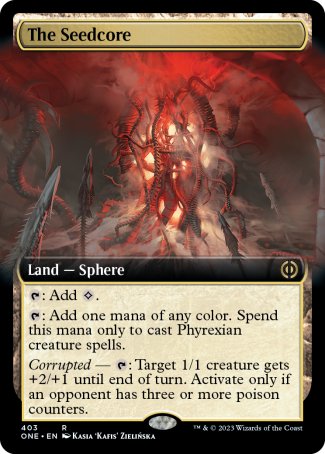 The Seedcore
Land — Sphere
: Add .
: Add one mana of any color. Spend
this mana only to cast Phyrexian
creature spells.
Corrupted — : Target 1/1 creature gets
+2/+1 until end of turn. Activate only if
an opponent has three or more poison
counters.
403 R
ONE • EN Kasia 'Kafis' Zielińska
™ & © 2023 Wizards of the Coast